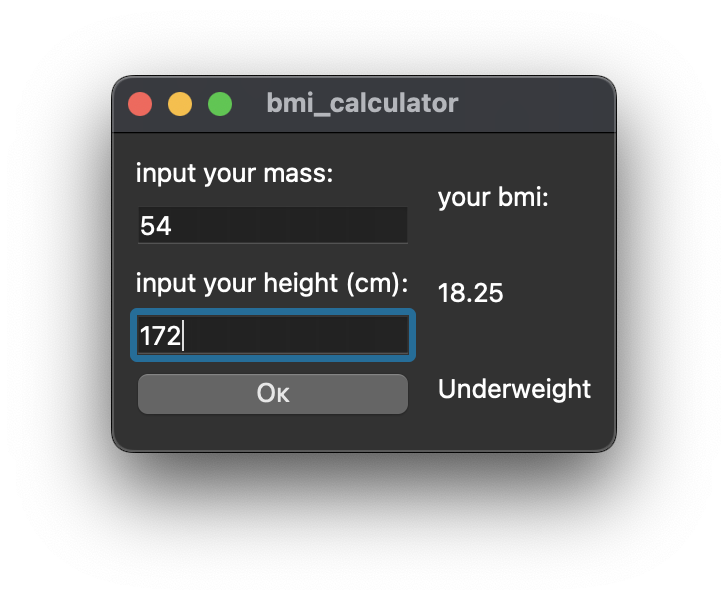 bmi_calculator
input your mass:
54
input your height (cm):
172
Ок
your bmi:
18.25
Underweight